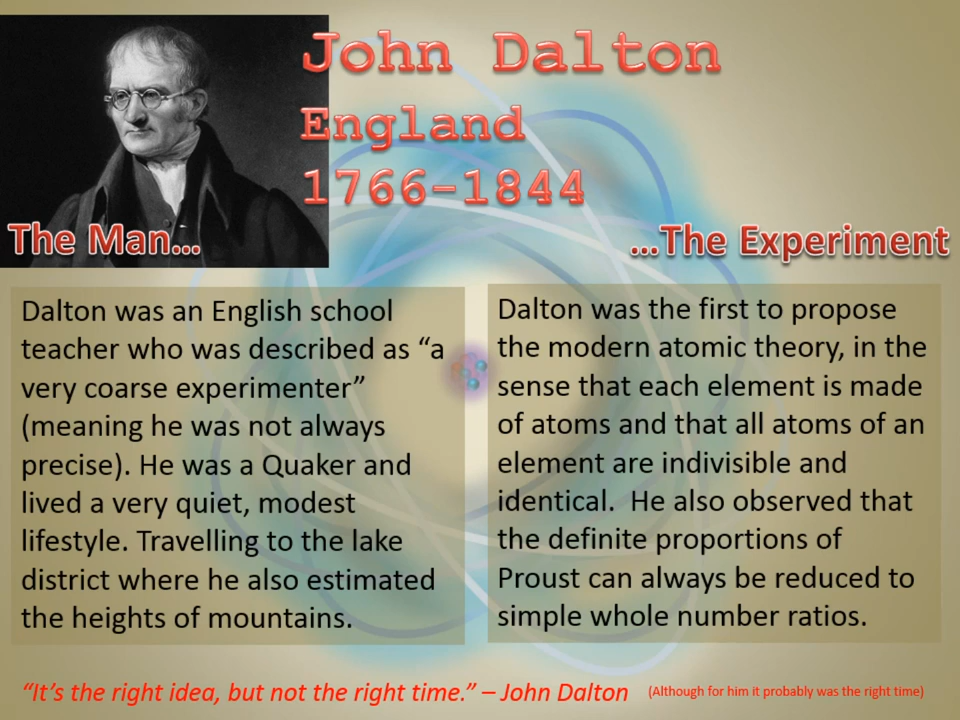 John Dalton
England
1766-1844
The Man...
...The Experiment
Dalton was an English school
teacher who was described as “a
very coarse experimenter”
(meaning he was not always
precise). He was a Quaker and
lived a very quiet, modest
lifestyle. Travelling to the lake
district where he also estimated
the heights of mountains.
Dalton was the first to propose
the modern atomic theory, in the
sense that each element is made
of atoms and that all atoms of an
element are indivisible and
identical.  He also observed that
the definite proportions of
Proust can always be reduced to
simple whole number ratios.
“It’s the right idea, but not the right time.” – John Dalton (Although for him it probably was the right time)